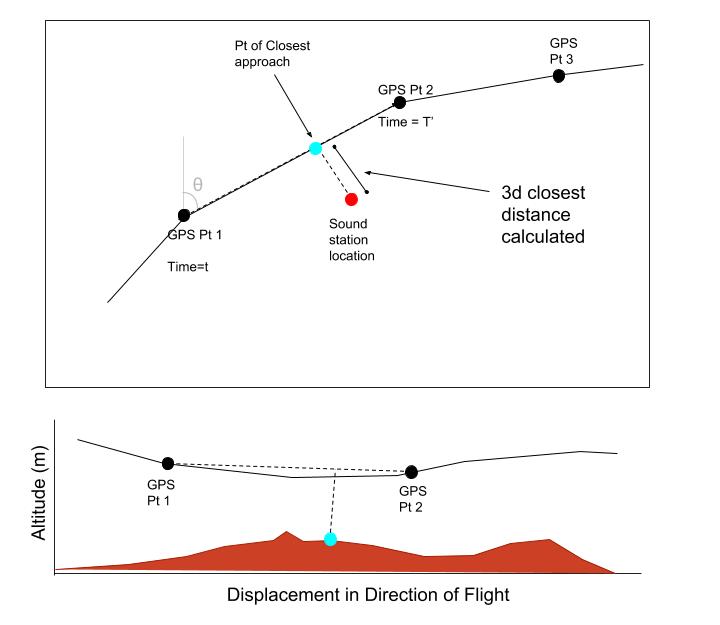 Pt of Closest
approach
GPS
Pt 3
GPS Pt 2
Time = T'
θ
3d closest
distance
calculated
Sound
station
location
GPS Pt 1
Time=t
Altitude (m)
GPS
Pt 1
GPS
Pt 2
Displacement in Direction of Flight